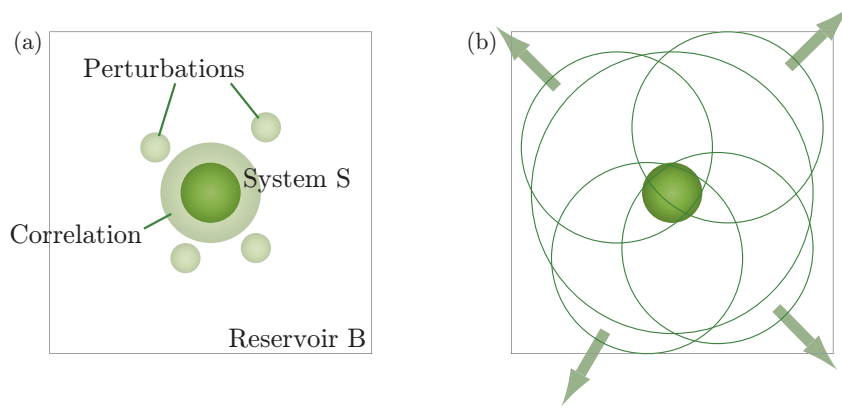 (a)
Perturbations
System S
Correlation
Reservoir B
(b)